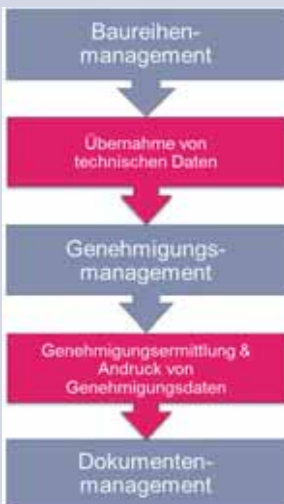 Baureihen-
management
Übernahme von
technischen Daten
Genehmigungs-
management
Genehmigungsermittlung &
Andruck von
Genehmigungsdaten
Dokumenten-
management